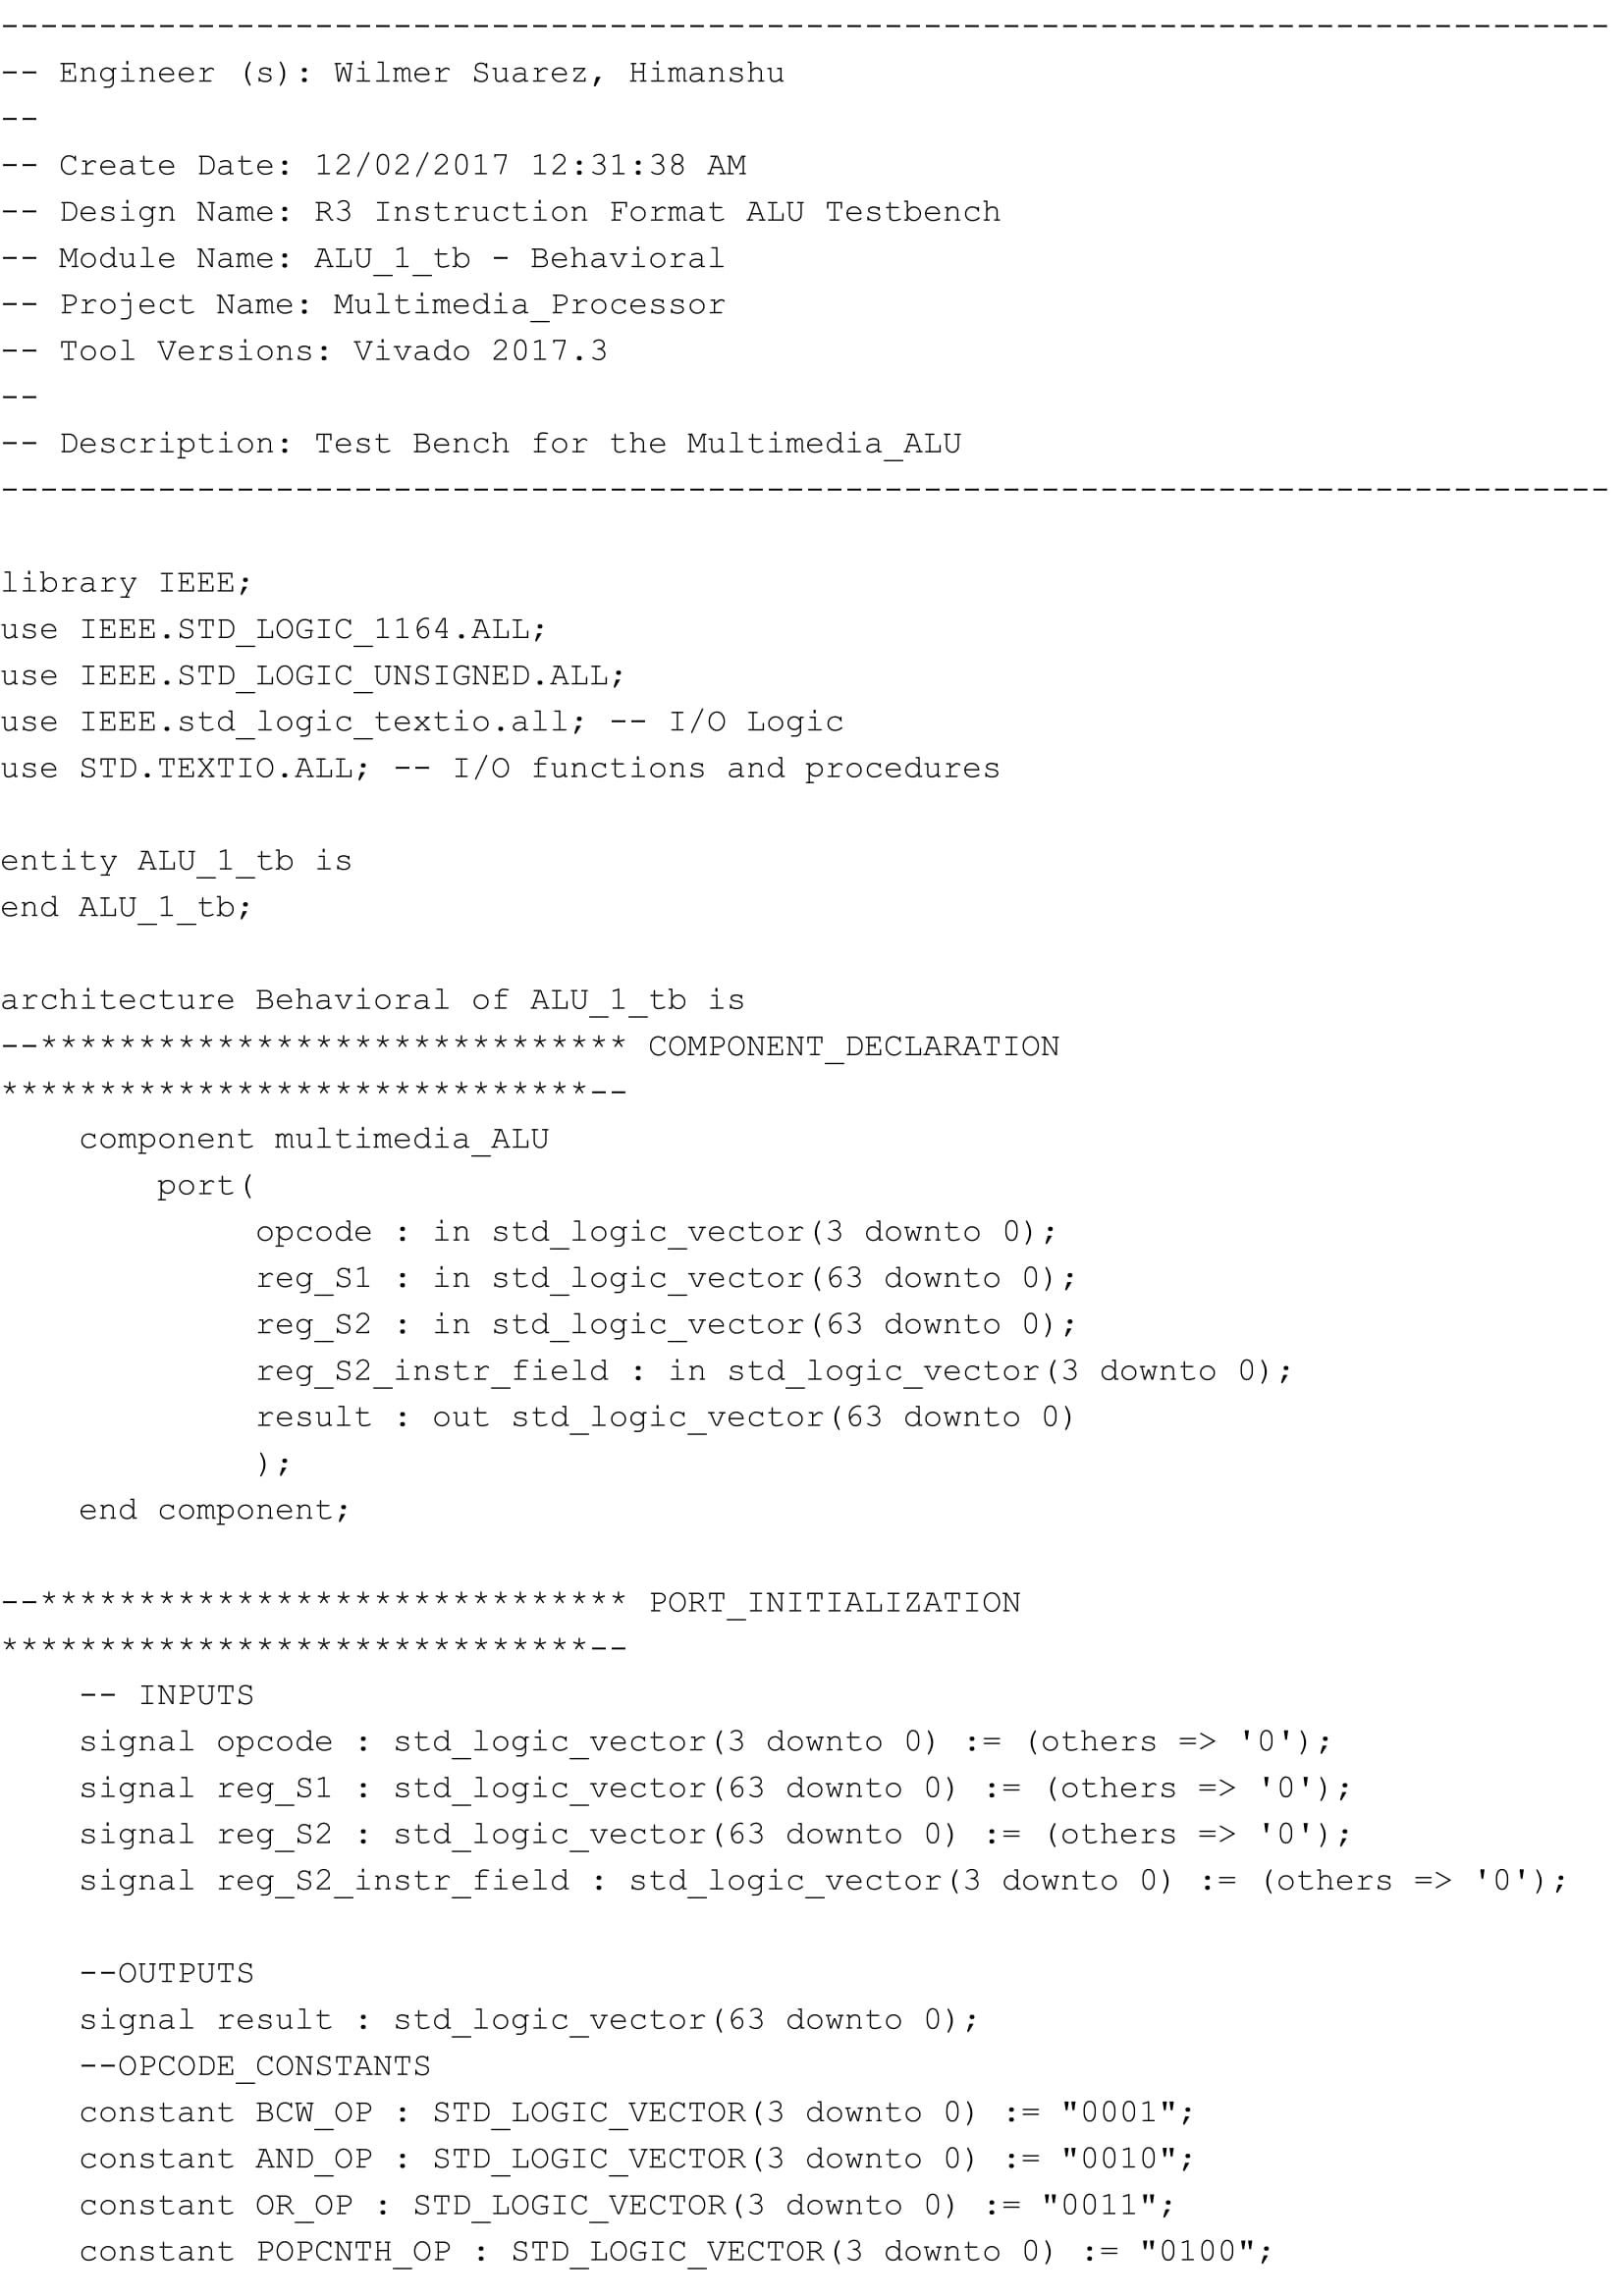 ----------------------------------------------------------------------------------
-- Engineer (s): Wilmer Suarez, Himanshu
--
-- Create Date: 12/02/2017 12:31:38 AM
-- Design Name: R3 Instruction Format ALU Testbench
-- Module Name: ALU_1_tb - Behavioral
-- Project Name: Multimedia_Processor
-- Tool Versions: Vivado 2017.3
--
-- Description: Test Bench for the Multimedia_ALU
----------------------------------------------------------------------------------

library IEEE;
use IEEE.STD_LOGIC_1164.ALL;
use IEEE.STD_LOGIC_UNSIGNED.ALL;
use IEEE.std_logic_textio.all; -- I/O Logic
use STD.TEXTIO.ALL; -- I/O functions and procedures

entity ALU_1_tb is
end ALU_1_tb;

architecture Behavioral of ALU_1_tb is
--****************************** COMPONENT_DECLARATION
******************************--
    component multimedia_ALU
        port(
             opcode : in std_logic_vector(3 downto 0);
             reg_S1 : in std_logic_vector(63 downto 0);
             reg_S2 : in std_logic_vector(63 downto 0);
             reg_S2_instr_field : in std_logic_vector(3 downto 0);
             result : out std_logic_vector(63 downto 0)
             );
    end component;

--****************************** PORT_INITIALIZATION
******************************--
    -- INPUTS
    signal opcode : std_logic_vector(3 downto 0) := (others => '0');
    signal reg_S1 : std_logic_vector(63 downto 0) := (others => '0');
    signal reg_S2 : std_logic_vector(63 downto 0) := (others => '0');
    signal reg_S2_instr_field : std_logic_vector(3 downto 0) := (others => '0');

    --OUTPUTS
    signal result : std_logic_vector(63 downto 0);
    --OPCODE_CONSTANTS
    constant BCW_OP : STD_LOGIC_VECTOR(3 downto 0) := "0001";
    constant AND_OP : STD_LOGIC_VECTOR(3 downto 0) := "0010";
    constant OR_OP : STD_LOGIC_VECTOR(3 downto 0) := "0011";
    constant POPCNTH_OP : STD_LOGIC_VECTOR(3 downto 0) := "0100";